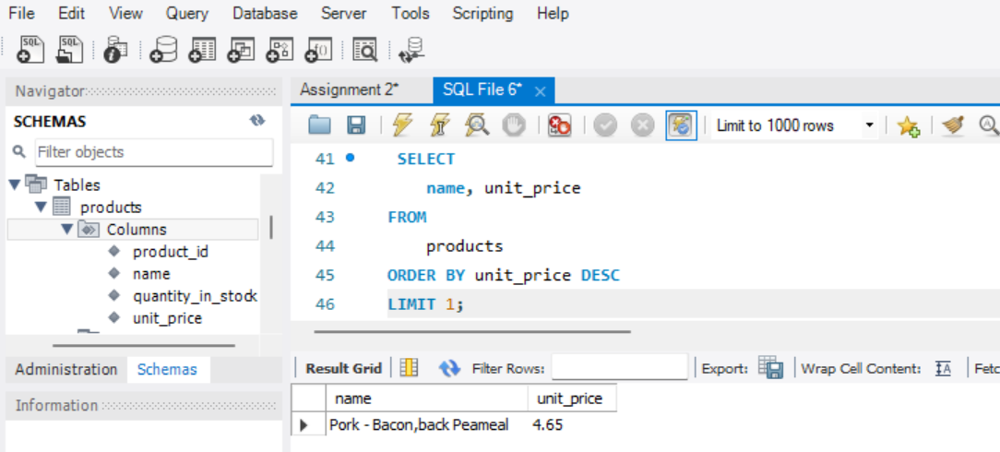 File Edit View Query Database Server Tools Scripting Help
SQL SQL
Navigator
SCHEMAS
Filter objects
Tables
products
Columns
product_id
name
quantity_in_stock
unit_price
Administration Schemas
Information
Assignment 2* SQL File 6*
Limit to 1000 rows
41 SELECT
42 name, unit_price
43 FROM
44 products
45 ORDER BY unit_price DESC
46 LIMIT 1;
Result Grid Filter Rows: Export: Wrap Cell Content: IA Fetc
name unit_price
Pork - Bacon,back Peameal 4.65